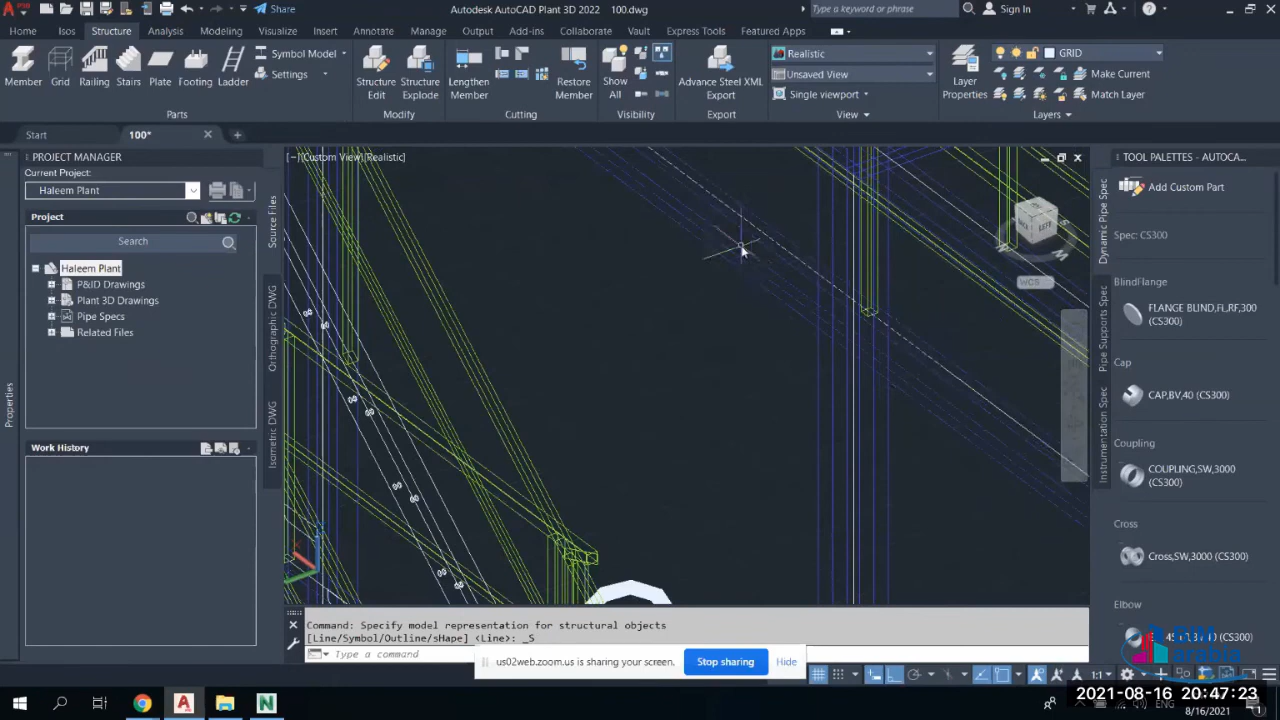 Share
Autodesk AutoCAD Plant 3D 2022 100.dwg
Type a keyword or phrase
Sign In
Home
Isos
Structure
Analysis
Modeling
Visualize
Insert
Annotate
Manage
Output
Add-ins
Collaborate
Vault
Express Tools
Featured Apps
Member
Grid
Railing
Stairs
Plate
Footing
Ladder
Symbol Model
Settings
Structure Edit
Structure Explode
Lengthen Member
Restore Member
Show All
Advance Steel XML Export
Realistic
Unsaved View
Single viewport
Layer Properties
GRID
Make Current
Match Layer
Parts
Modify
Cutting
Visibility
Export
View
Layers
Start
100*
PROJECT MANAGER
Current Project:
Haleem Plant
Project
Search
Haleem Plant
P&ID Drawings
Plant 3D Drawings
Pipe Specs
Related Files
Work History
Properties
Source Files
Orthographic DWG
Isometric DWG
[−][Custom View][Realistic]
BACK
LEFT
WCS
X
TOOL PALETTES - AUTOCA...
Dynamic Pipe Spec
Pipe Supports Spec
Instrumentation Spec
Add Custom Part
Spec: CS300
BlindFlange
FLANGE BLIND,FL,RF,300
(CS300)
Cap
CAP,BV,40 (CS300)
Coupling
COUPLING,SW,3000
(CS300)
Cross
Cross,SW,3000 (CS300)
Elbow
Command: Specify model representation for structural objects
[Line/Symbol/Outline/sHape] <Line>: _S
Type a command
us02web.zoom.us is sharing your screen.
Stop sharing
Hide
1:1
BIM
arabia
ENG
2021-08-16 20:47:23
8/16/2021